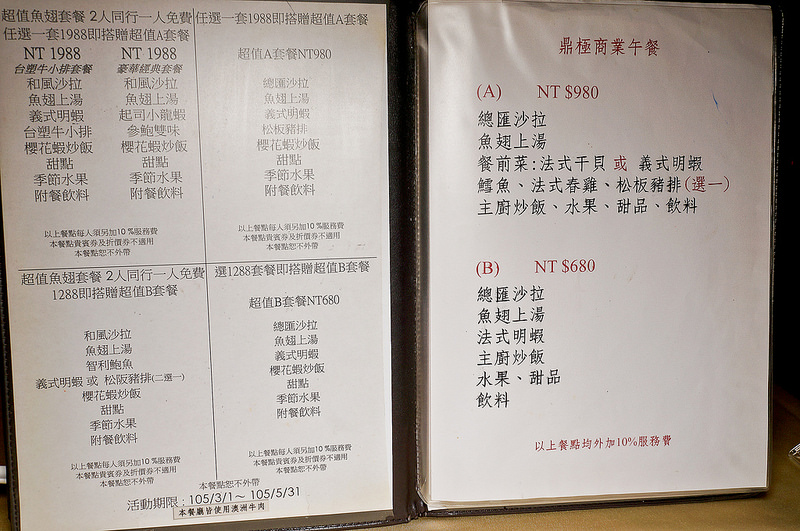 超值魚翅套餐 2人同行一人免費
任選一套1988即搭贈超值A套餐
NT 1988
台塑牛小排套餐
和風沙拉
魚翅上湯
義式明蝦
台塑牛小排
櫻花蝦炒飯
甜點
季節水果
附餐飲料
NT 1988
豪華經典套餐
和風沙拉
魚翅上湯
起司小龍蝦
參鮑雙味
櫻花蝦炒飯
甜點
季節水果
附餐飲料
以上餐點每人須另加10%服務費
本餐點貴賓券及折價券不適用
本餐點恕不外帶
任選一套1988即搭贈超值A套餐
超值A套餐NT980
總匯沙拉
魚翅上湯
義式明蝦
松板豬排
櫻花蝦炒飯
甜點
季節水果
附餐飲料
以上餐點每人須另加10%服務費
本餐點貴賓券及折價券不適用
本餐點恕不外帶
超值魚翅套餐 2人同行一人免費
1288即搭贈超值B套餐
和風沙拉
魚翅上湯
智利鮑魚
義式明蝦 或 松阪豬排(二選一)
櫻花蝦炒飯
甜點
季節水果
附餐飲料
以上餐點每人須另加10%服務費
本餐點貴賓券及折價券不適用
本餐點恕不外帶
選1288套餐即搭贈超值B套餐
超值B套餐NT680
總匯沙拉
魚翅上湯
義式明蝦
櫻花蝦炒飯
甜點
季節水果
附餐飲料
以上餐點每人須另加10%服務費
本餐點貴賓券及折價券不適用
本餐點恕不外帶
本餐點恕不外帶
活動期限：105/3/1～ 105/5/31
本餐廳皆使用澳洲牛肉
鼎極商業午餐
(A) NT $980
總匯沙拉
魚翅上湯
餐前菜:法式干貝 或 義式明蝦
鱈魚、法式春雞、松板豬排(選一)
主廚炒飯、水果、甜品、飲料
(B) NT $680
總匯沙拉
魚翅上湯
法式明蝦
主廚炒飯
水果、甜品
飲料
以上餐點均外加10%服務費